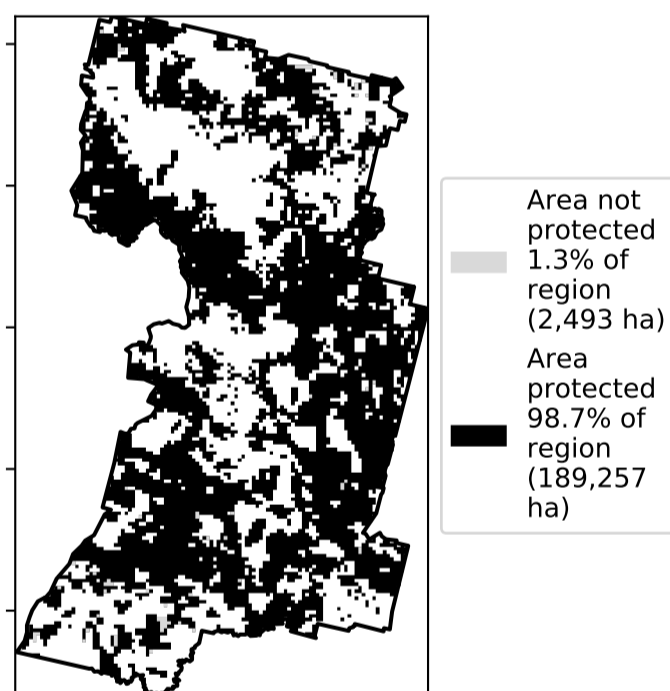 Area not
protected
1.3% of
region
(2,493 ha)
Area
protected
98.7% of
region
(189,257
ha)